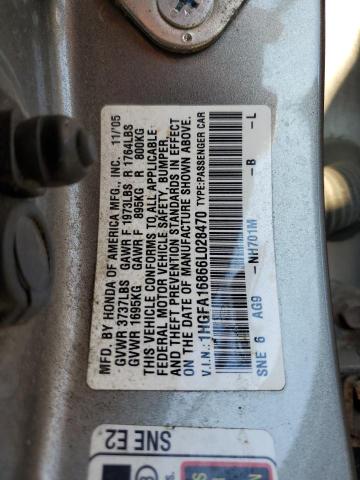 MFD. BY HONDA OF AMERICA MFG., INC. 11/'05
GVWR 3737LBS GAWR F 1973LBS R 1764LBS
GVWR 1695KG GAWR F 895KG R 800KG
THIS VEHICLE CONFORMS TO ALL APPLICABLE
FEDERAL MOTOR VEHICLE SAFETY, BUMPER, AND
THEFT PREVENTION STANDARDS IN EFFECT
ON THE DATE OF MANUFACTURE SHOWN ABOVE.
V.I.N.: 1HGFA16866L028470 TYPE:PASSENGER CAR
- NH701M - B - L
SNE 6 AG9
SNE E2